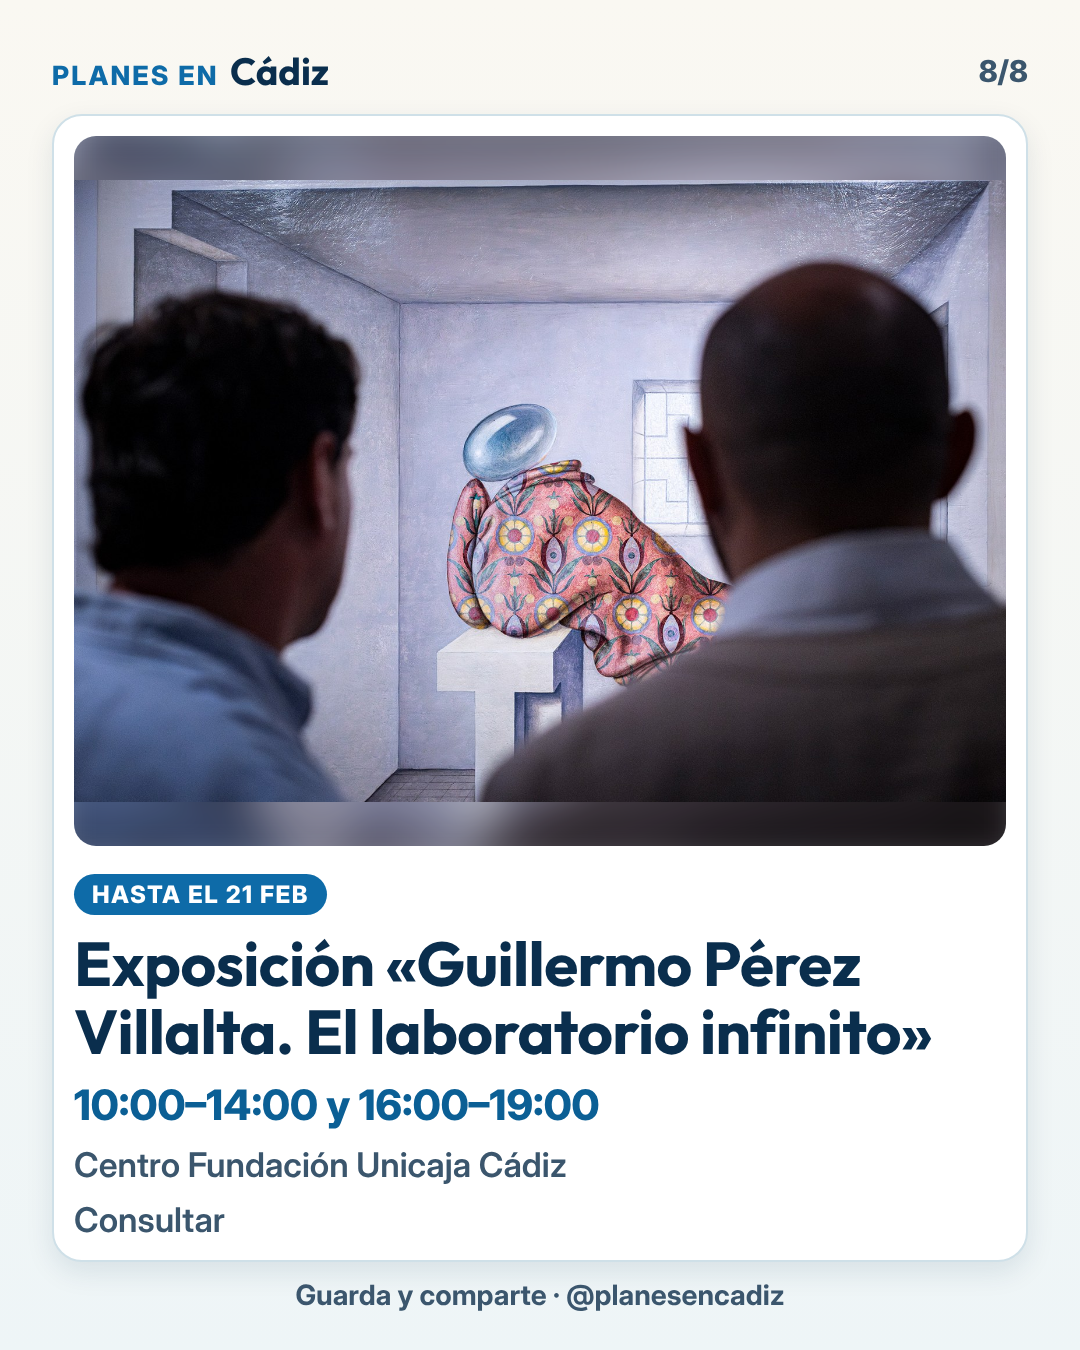 PLANES EN Cádiz
8/8
HASTA EL 21 FEB
Exposición «Guillermo Pérez
Villalta. El laboratorio infinito»
10:00–14:00 y 16:00–19:00
Centro Fundación Unicaja Cádiz
Consultar
Guarda y comparte · @planesencadiz